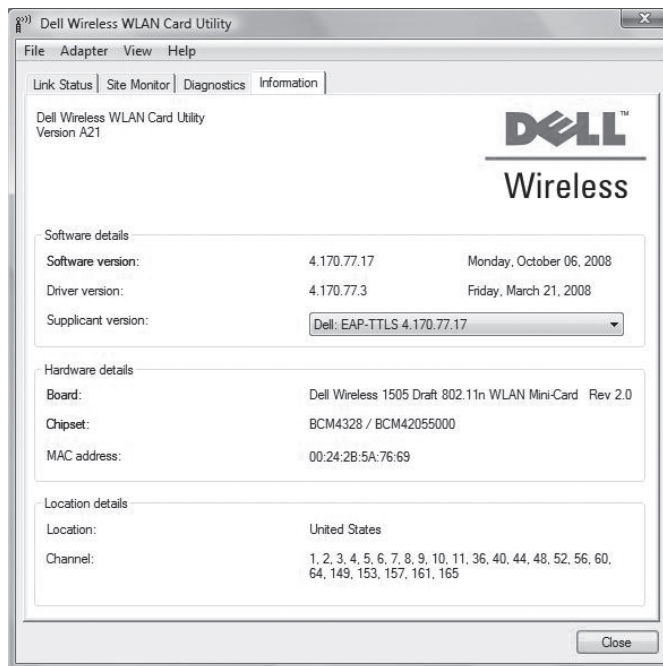 Dell Wireless WLAN Card Utility
File Adapter View Help
Link Status Site Monitor Diagnostics Information
Dell Wireless WLAN Card Utility
Version A21
DELL™
Wireless
Software details
Software version: 4.170.77.17 Monday, October 06, 2008
Driver version: 4.170.77.3 Friday, March 21, 2008
Supplicant version: Dell: EAP-TTLS 4.170.77.17
Hardware details
Board: Dell Wireless 1505 Draft 802.11n WLAN Mini-Card Rev 2.0
Chipset: BCM4328 / BCM42055000
MAC address: 00:24:2B:5A:76:69
Location details
Location: United States
Channel: 1, 2, 3, 4, 5, 6, 7, 8, 9, 10, 11, 36, 40, 44, 48, 52, 56, 60,
64, 149, 153, 157, 161, 165
Close